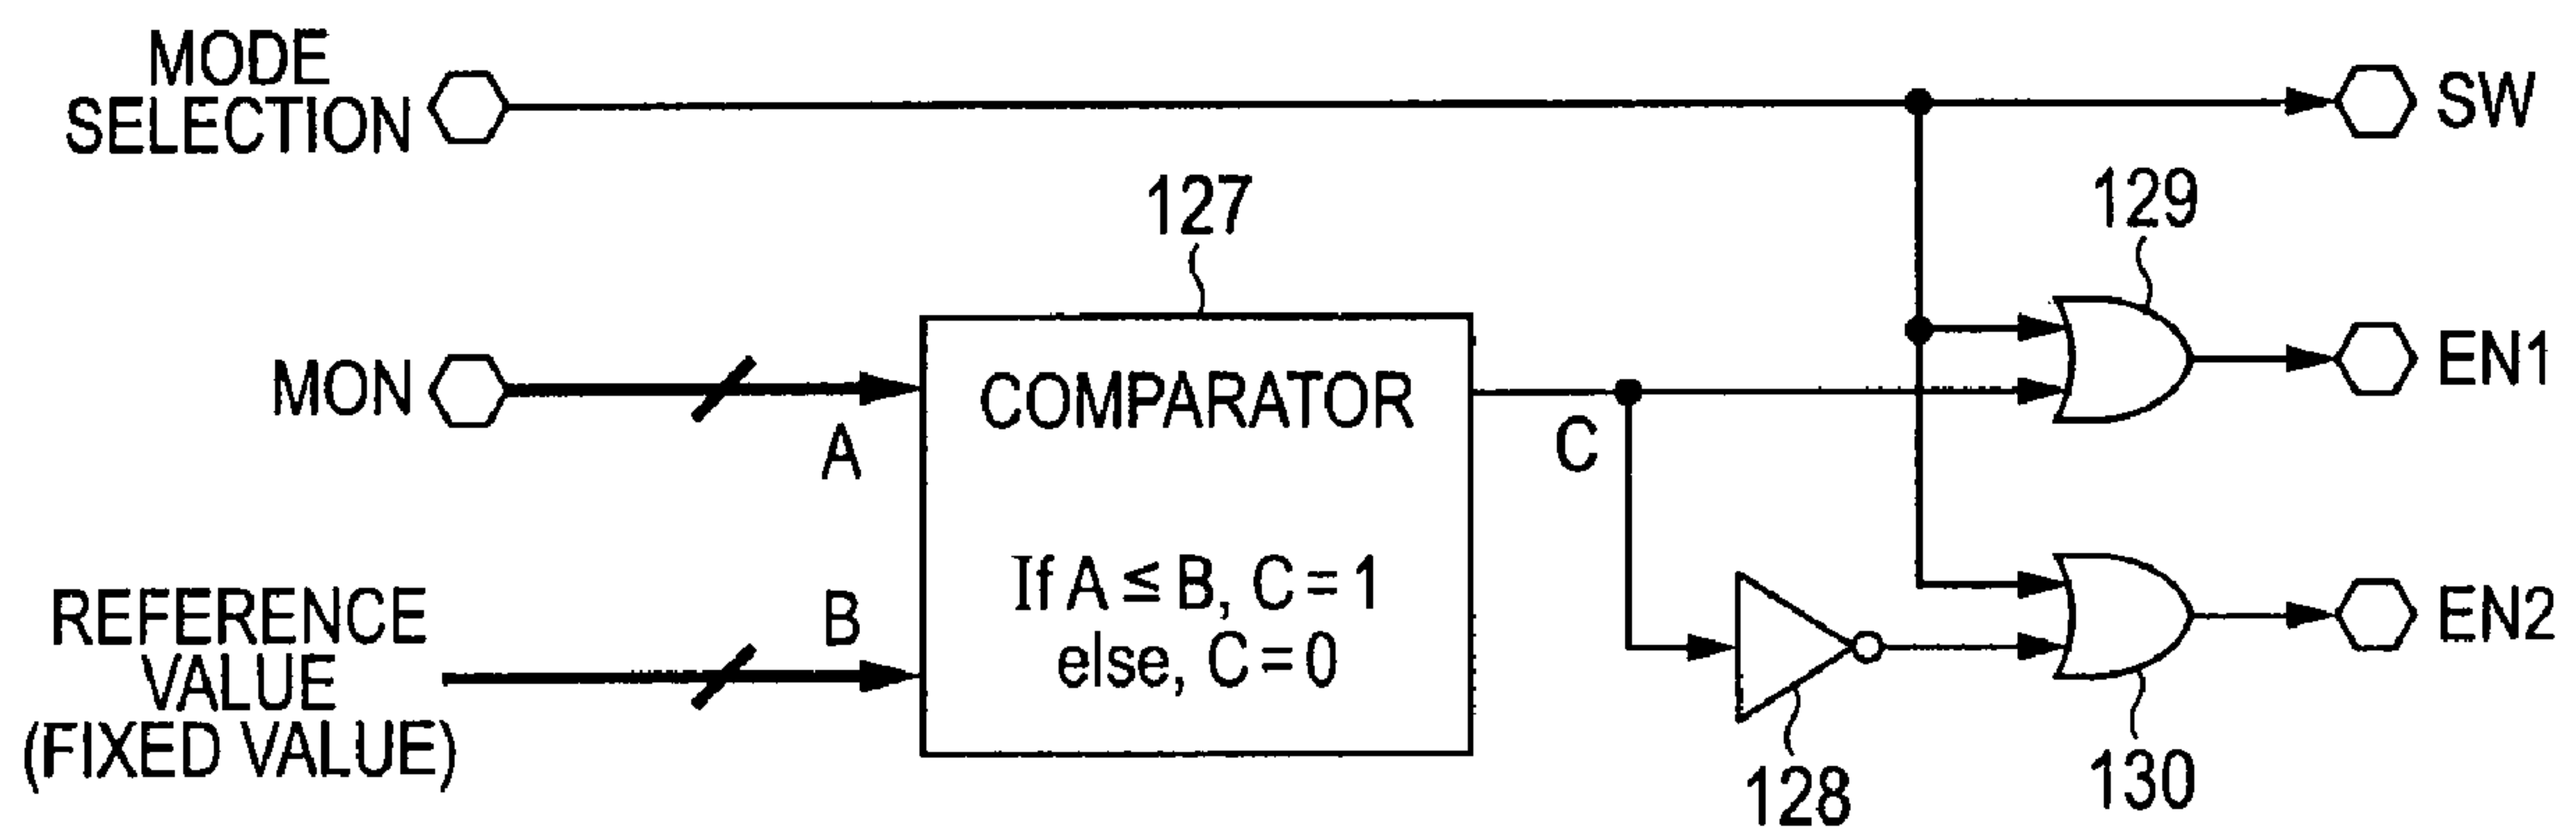 MODE
SELECTION
SW
127
129
MON
A
COMPARATOR
C
EN1
If A ≤ B, C = 1
else, C = 0
REFERENCE
VALUE
(FIXED VALUE)
B
EN2
128
130